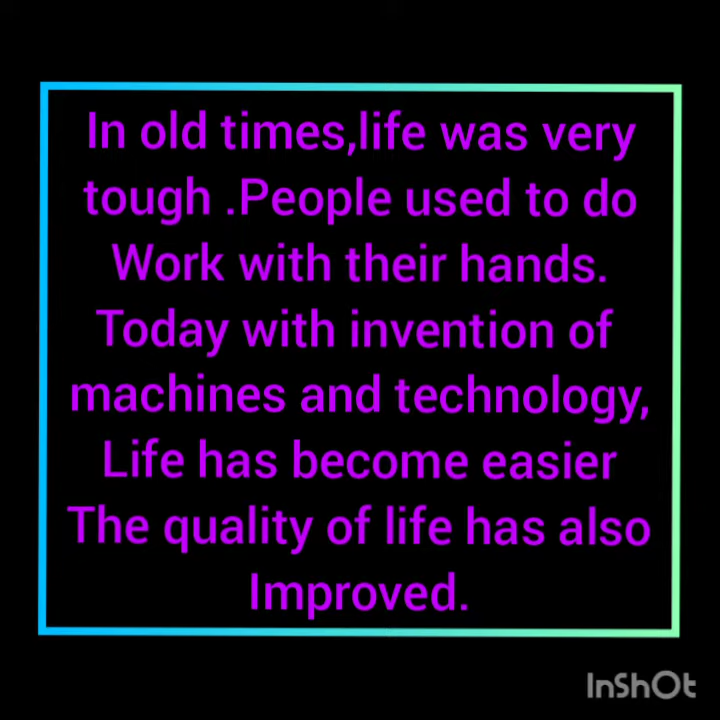 In old times,life was very
tough .People used to do
Work with their hands.
Today with invention of
machines and technology,
Life has become easier
The quality of life has also
Improved.
InShOt